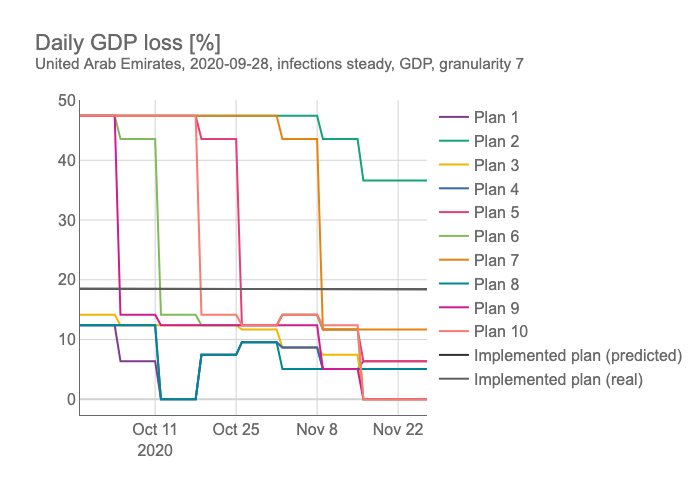 Daily GDP loss [%]
United Arab Emirates, 2020-09-28, infections steady, GDP, granularity 7
50
40
30
20
10
0
Oct 11
2020
Oct 25
Nov 8
Nov 22
Plan 1
Plan 2
Plan 3
Plan 4
Plan 5
Plan 6
Plan 7
Plan 8
Plan 9
Plan 10
Implemented plan (predicted)
Implemented plan (real)